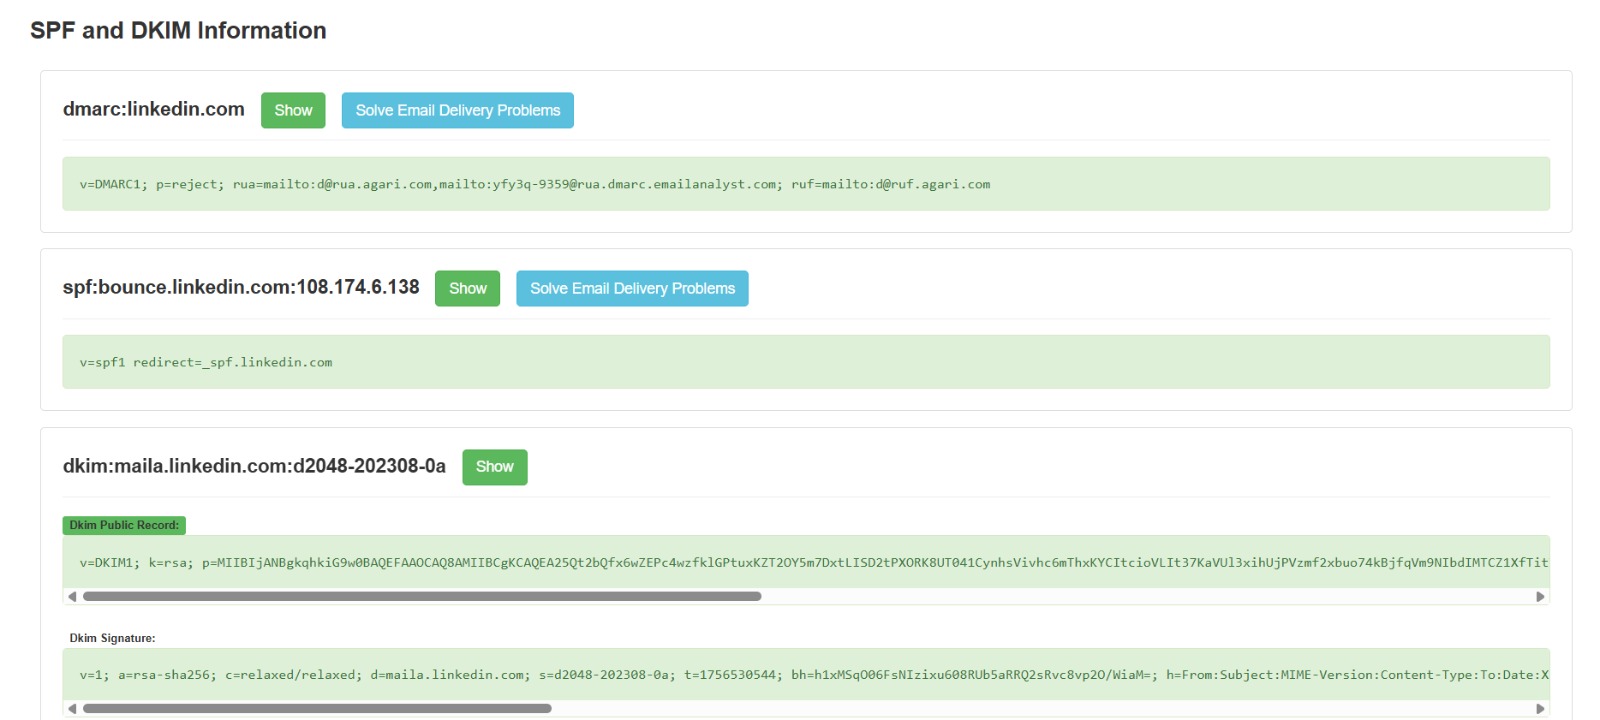 SPF and DKIM Information
dmarc:linkedin.com Show Solve Email Delivery Problems
v=DMARC1; p=reject; rua=mailto:d@rua.agari.com,mailto:yfy3q-9359@rua.dmarc.emailanalyst.com; ruf=mailto:d@ruf.agari.com
spf:bounce.linkedin.com:108.174.6.138 Show Solve Email Delivery Problems
v=spf1 redirect=_spf.linkedin.com
dkim:maila.linkedin.com:d2048-202308-0a Show
Dkim Public Record:
v=DKIM1; k=rsa; p=MIIBIjANBgkqhkiG9w0BAQEFAAOCAQ8AMIIBCgKCAQEA25Qt2bQfx6wZEPc4wzfklGPtuxKZT2OY5m7DxtLISD2tPXORK8UT041CynhsVivhc6mThxKYCItcioVLIt37KaVUl3xihUjPVzmf2xbuo74kBjfqVm9NIbdIMTCZ1XfTit
Dkim Signature:
v=1; a=rsa-sha256; c=relaxed/relaxed; d=maila.linkedin.com; s=d2048-202308-0a; t=1756530544; bh=h1xMSqO06FsNIzixu608RUb5aRRQ2sRvc8vp2O/WiaM=; h=From:Subject:MIME-Version:Content-Type:To:Date:X